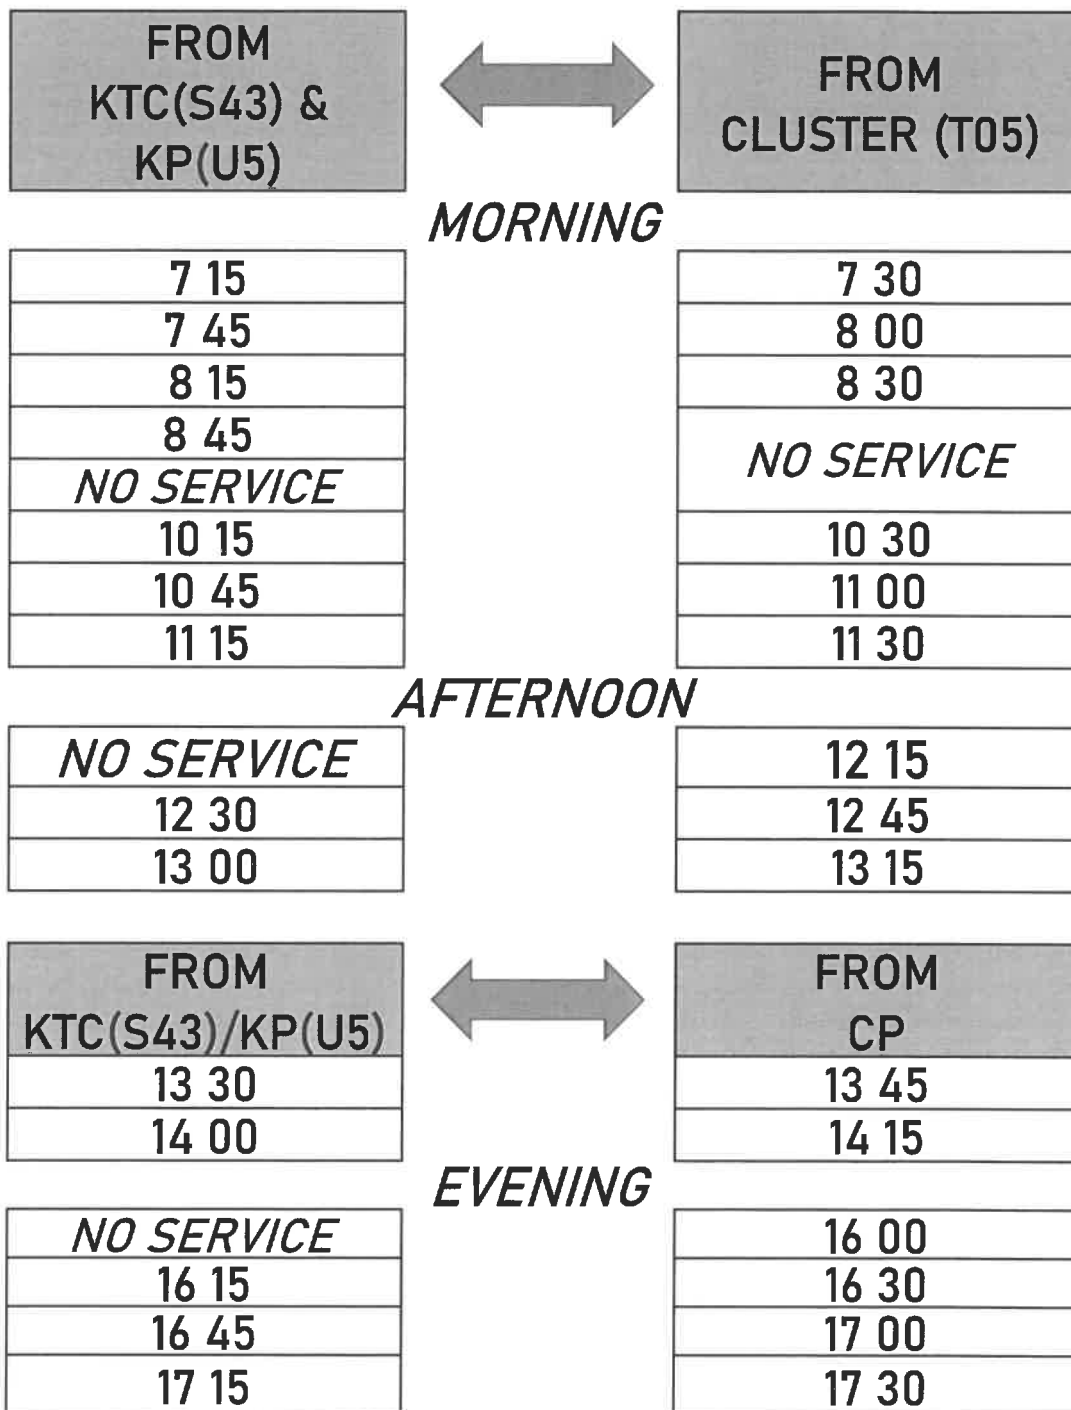 FROM
KTC(S43) &
KP(U5)
FROM
CLUSTER (T05)
MORNING
7 15
7 30
7 45
8 00
8 15
8 30
8 45
NO SERVICE
NO SERVICE
10 15
10 30
10 45
11 00
11 15
11 30
AFTERNOON
NO SERVICE
12 15
12 30
12 45
13 00
13 15
FROM
KTC(S43)/KP(U5)
FROM
CP
13 30
13 45
14 00
14 15
EVENING
NO SERVICE
16 00
16 15
16 30
16 45
17 00
17 15
17 30